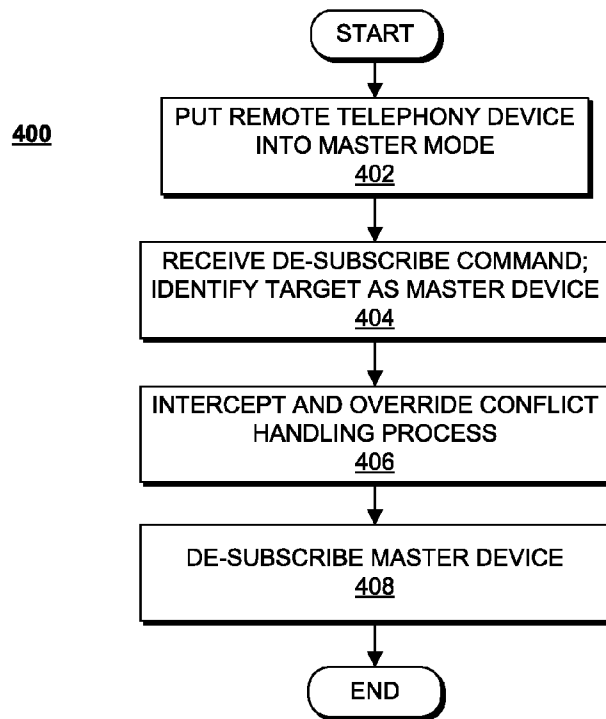 START
400
PUT REMOTE TELEPHONY DEVICE
INTO MASTER MODE
402
RECEIVE DE-SUBSCRIBE COMMAND;
IDENTIFY TARGET AS MASTER DEVICE
404
INTERCEPT AND OVERRIDE CONFLICT
HANDLING PROCESS
406
DE-SUBSCRIBE MASTER DEVICE
408
END